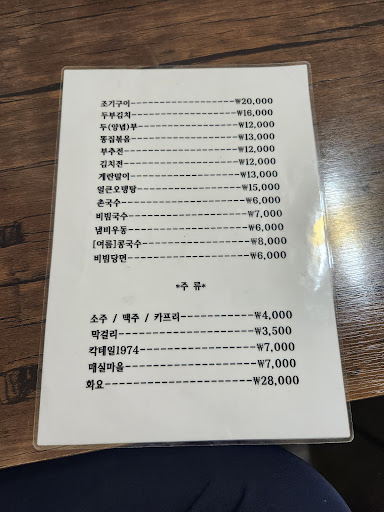 조기구이--------------------₩20,000
두부김치--------------------₩16,000
두(양념)부------------------₩12,000
똥집볶음--------------------₩13,000
부추전----------------------₩12,000
김치전----------------------₩12,000
계란말이--------------------₩13,000
얼큰오뎅탕------------------₩15,000
촌국수----------------------₩6,000
비빔국수--------------------₩7,000
냄비우동--------------------₩6,000
[여름]콩국수----------------₩8,000
비빔당면--------------------₩6,000
*주 류*
소주 / 맥주 / 카프리------------₩4,000
막걸리----------------------₩3,500
칵테일1974------------------₩7,000
매실마을--------------------₩7,000
화요------------------------₩28,000